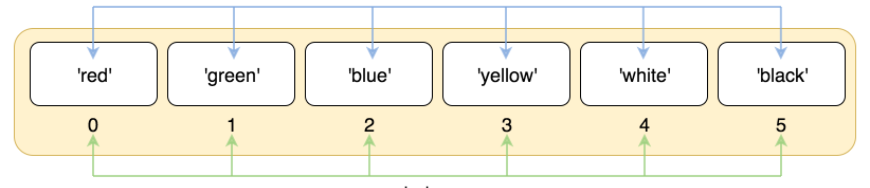 'red' 'green' 'blue' 'yellow' 'white' 'black'
0 1 2 3 4 5